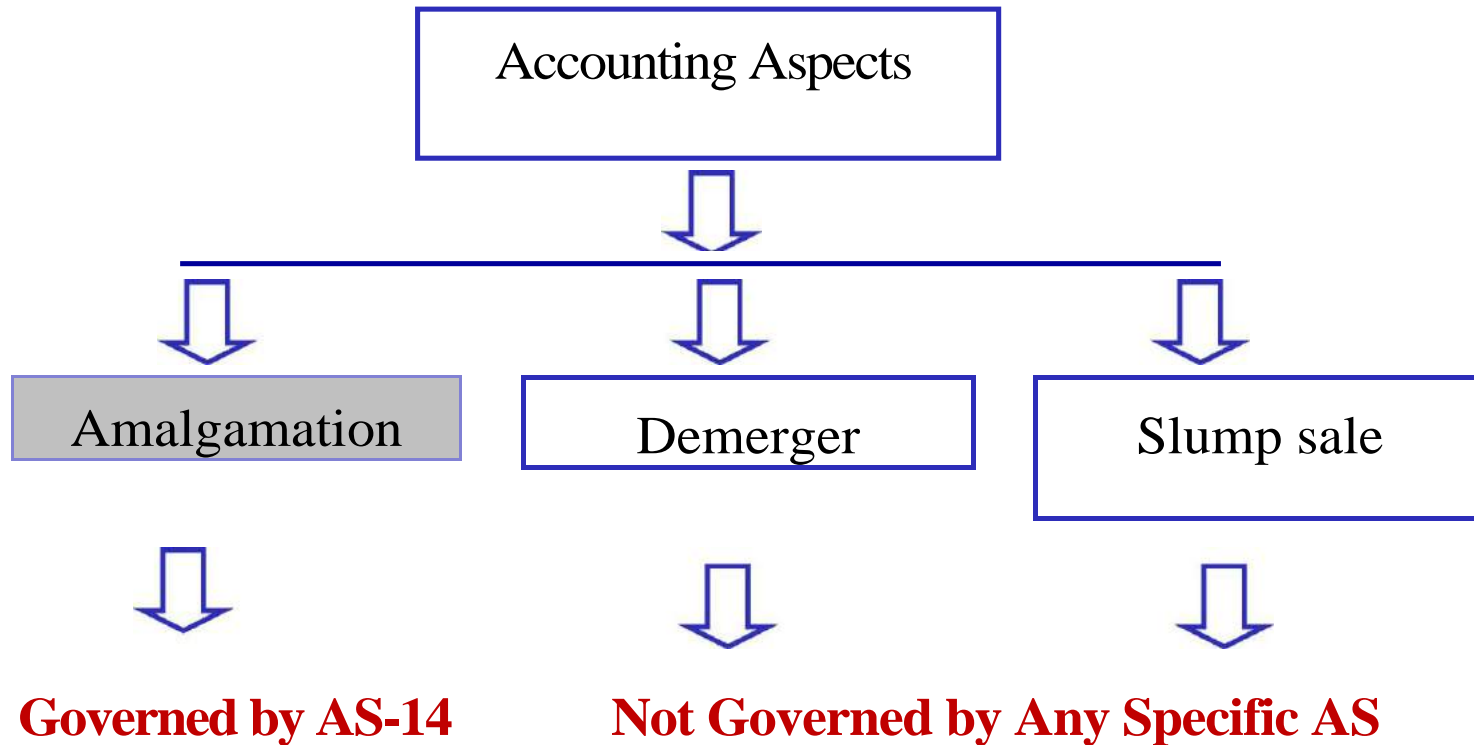 Accounting Aspects
Amalgamation
Demerger
Slump sale
Governed by AS-14
Not Governed by Any Specific AS